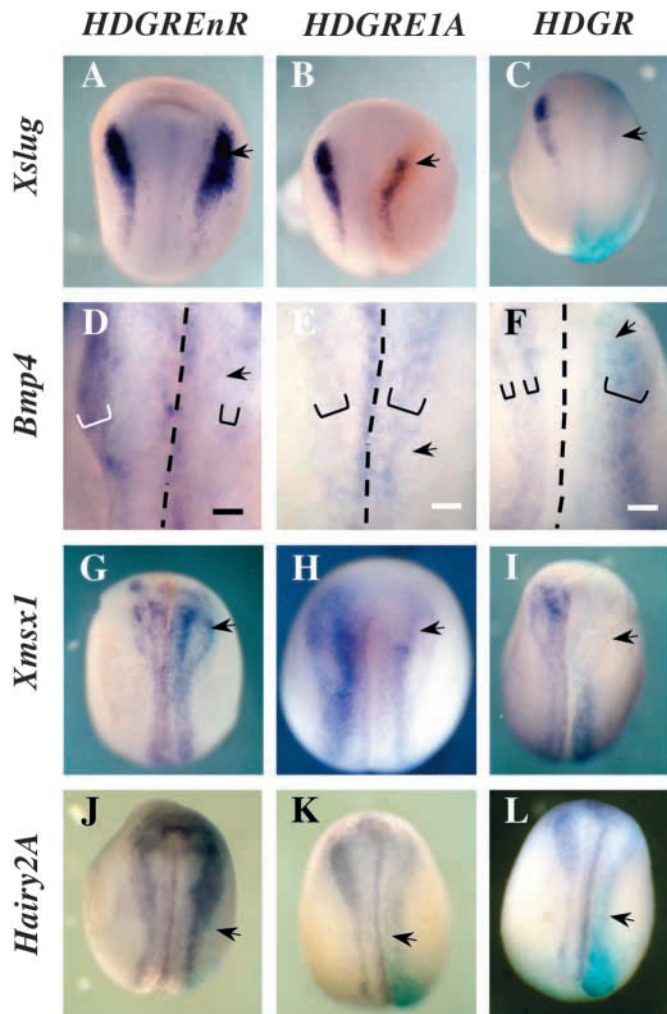 HDGREnR HDGRE1A HDGR
Xslug
A B C
Bmp4
D E F
Xmsx1
G H I
Hairy2A
J K L